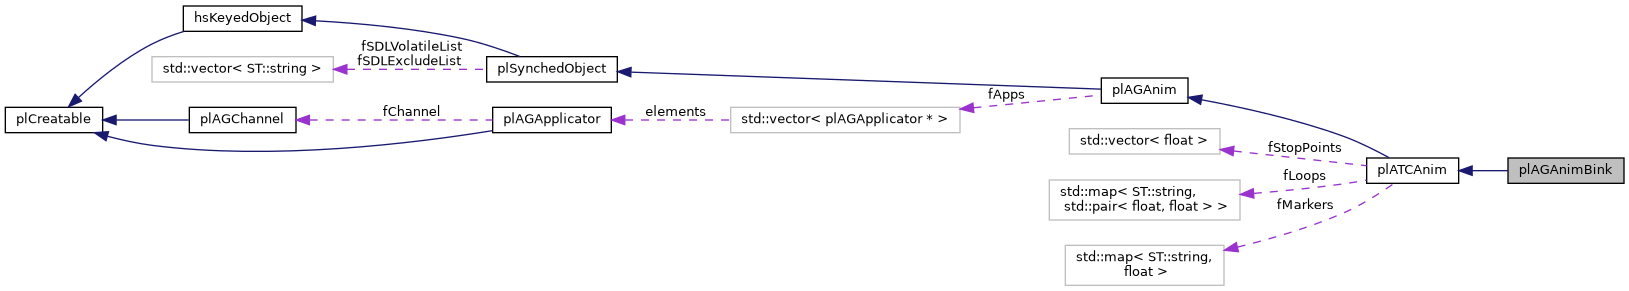 hsKeyedObject
fSDLVolatileList
fSDLExcludeList
std::vector< ST::string >
plSynchedObject
plAGAnim
fApps
plCreatable
plAGChannel
fChannel
plAGApplicator
elements
std::vector< plAGApplicator * >
std::vector< float >
fStopPoints
plATCAnim
plAGAnimBink
fLoops
std::map< ST::string,
std::pair< float, float > >
fMarkers
std::map< ST::string,
float >